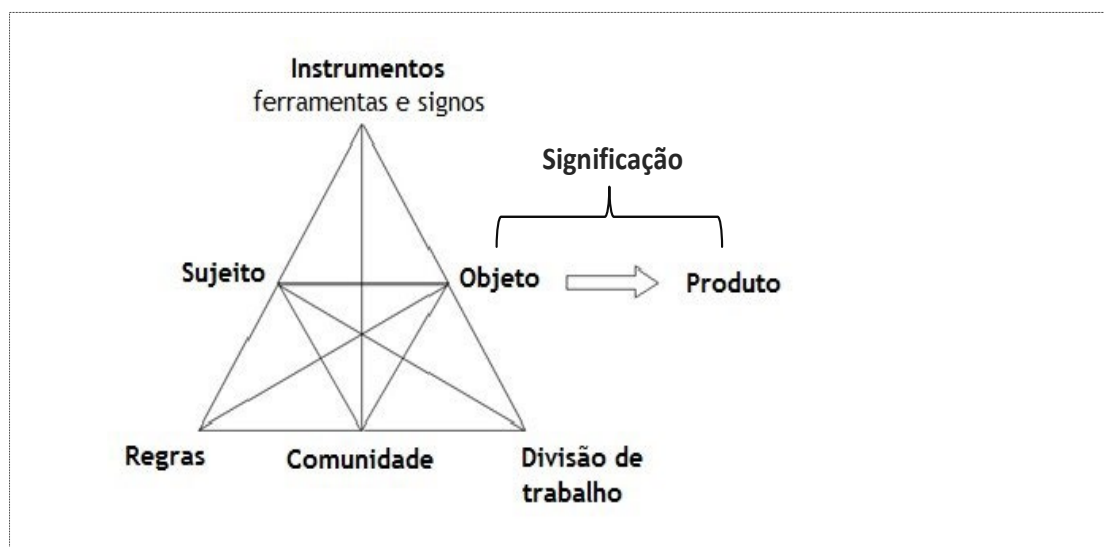 Instrumentos
ferramentas e signos
Significação
Sujeito
Objeto
Produto
Regras
Comunidade
Divisão de
trabalho